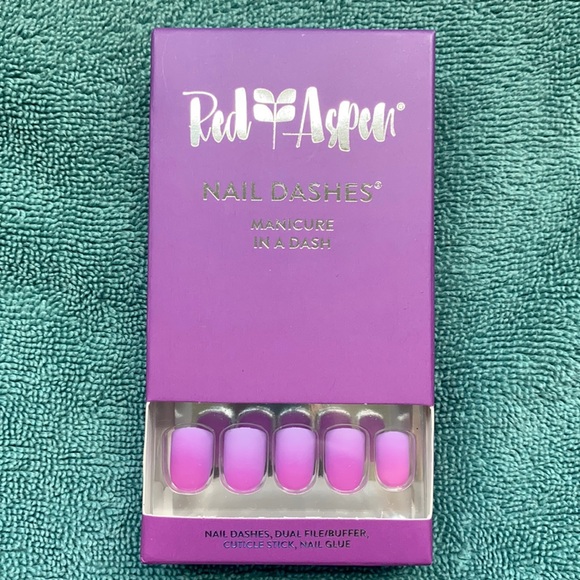 Red Aspen®
NAIL DASHES®
MANICURE
IN A DASH
NAIL DASHES, DUAL FILE/BUFFER,
CUTICLE STICK, NAIL GLUE